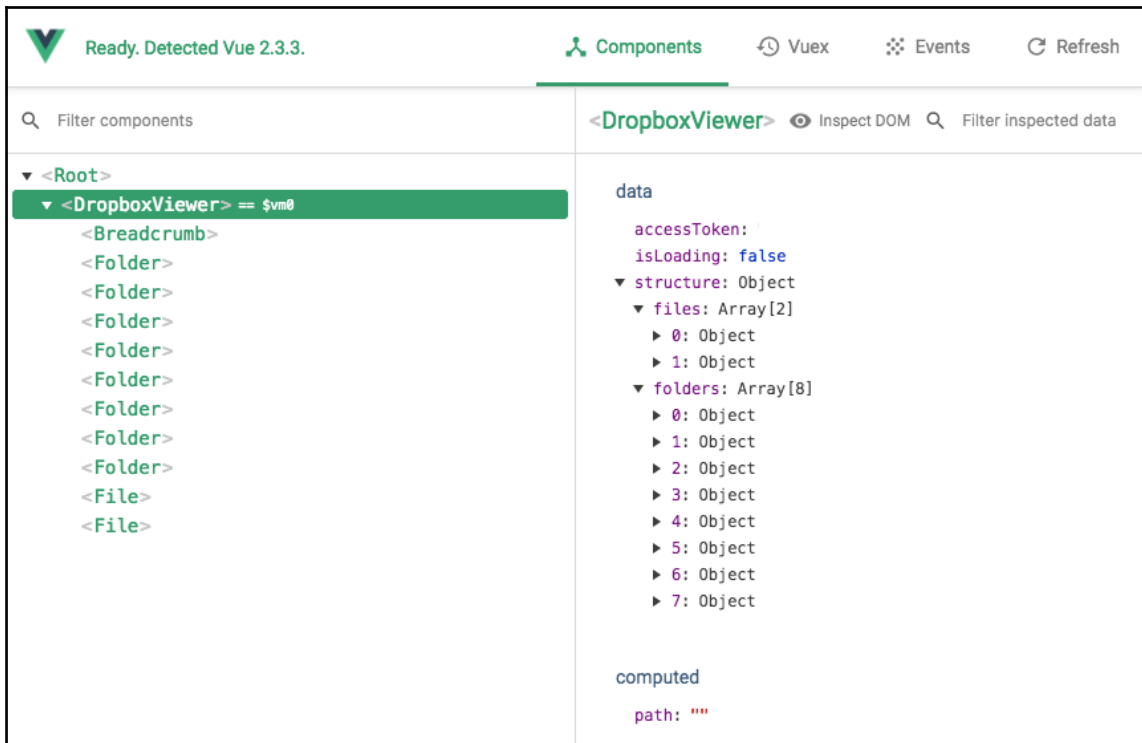 Ready. Detected Vue 2.3.3.
Components
Vuex
Events
Refresh
Filter components
<DropboxViewer>
Inspect DOM
Filter inspected data
▼ <Root>
▼ <DropboxViewer> == $vm0
<Breadcrumb>
<Folder>
<Folder>
<Folder>
<Folder>
<Folder>
<Folder>
<Folder>
<Folder>
<File>
<File>
data
accessToken:
isLoading: false
▼ structure: Object
▼ files: Array[2]
▶ 0: Object
▶ 1: Object
▼ folders: Array[8]
▶ 0: Object
▶ 1: Object
▶ 2: Object
▶ 3: Object
▶ 4: Object
▶ 5: Object
▶ 6: Object
▶ 7: Object
computed
path: ""